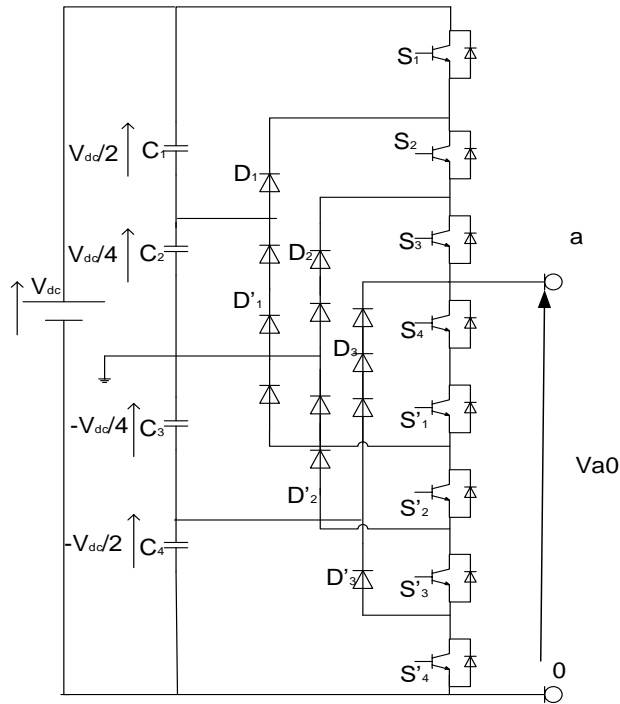 S1
Vdc/2
C1
S2
D1
Vdc/4
C2
D2
S3
a
Vdc
D'1
S4
D3
-Vdc/4
C3
S'1
Va0
D'2
S'2
-Vdc/2
C4
D'3
S'3
S'4
0